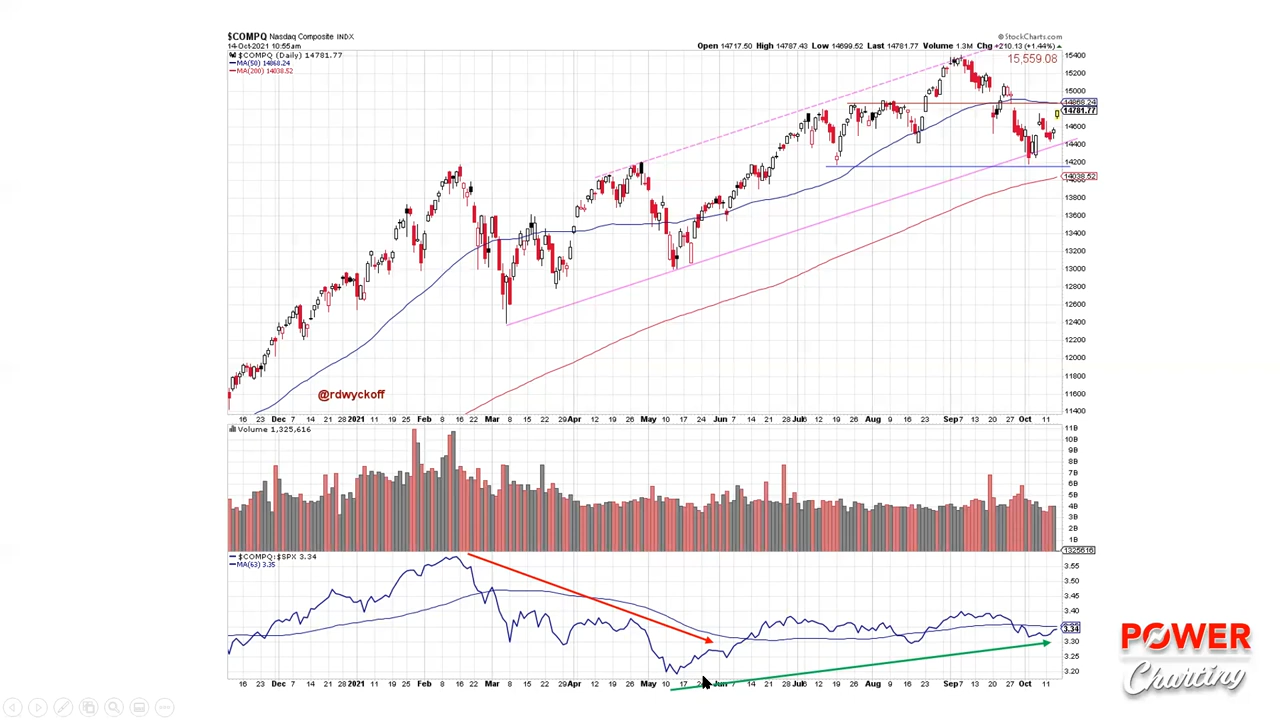 $COMPQ Nasdaq Composite INDX
© StockCharts.com
14-Oct-2021 10:55am
Open 14717.50 High 14787.43 Low 14699.52 Last 14781.77 Volume 1.3M Chg +210.13 (+1.44%)
$COMPQ (Daily) 14781.77
MA(50) 14868.24
MA(200) 14038.52
15,559.08
15400
15200
15000
14868.24
14781.77
14600
14400
14200
14038.52
13800
13600
13400
13200
13000
12800
12600
12400
12200
12000
11800
11600
11400
@rdwyckoff
16 23 Dec 7 14 21 28 2021 11 19 25 Feb 8 16 22 Mar 8 15 22 29 Apr 12 19 26 May 10 17 24 Jun 7 14 21 28 Jul 12 19 26 Aug 9 16 23 Sep 7 13 20 27 Oct 11
Volume 1,325,616
11B
10B
9B
8B
7B
6B
5B
4B
3B
2B
1B
1325616
$COMPQ:$SPX 3.34
MA(63) 3.35
3.55
3.50
3.45
3.40
3.34
3.30
3.25
3.20
16 23 Dec 7 14 21 28 2021 11 19 25 Feb 8 16 22 Mar 8 15 22 29 Apr 12 19 26 May 10 17 24 Jun 7 14 21 28 Jul 12 19 26 Aug 9 16 23 Sep 7 13 20 27 Oct 11
POWER
Charting